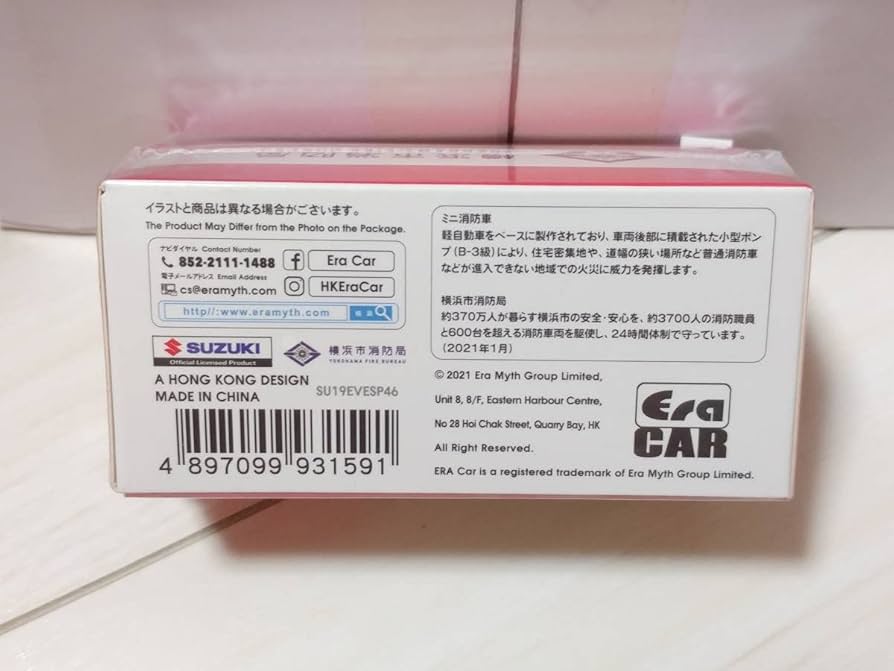 横浜市消防局
イラストと商品は異なる場合がございます。
The Product May Differ from the Photo on the Package.
ナビダイヤル Contact Number
852-2111-1488
Era Car
電子メールアドレス Email Address
cs@eramyth.com
HKEraCar
http//:www.eramyth.com
検索
SUZUKI
Official Licensed Product
横浜市消防局
YOKOHAMA FIRE BUREAU
A HONG KONG DESIGN
MADE IN CHINA
SU19EVESP46
4 897099 931591
ミニ消防車
軽自動車をベースに製作されており、車両後部に積載された小型ポン
プ（B-3級）により、住宅密集地や、道幅の狭い場所など普通消防車
などが進入できない地域での火災に威力を発揮します。
横浜市消防局
約370万人が暮らす横浜市の安全・安心を、約3700人の消防職員
と600台を超える消防車両を駆使し、24時間体制で守っています。
（2021年1月）
© 2021 Era Myth Group Limited,
Unit 8, 8/F, Eastern Harbour Centre,
No 28 Hoi Chak Street, Quarry Bay, HK
All Right Reserved.
ERA Car is a registered trademark of Era Myth Group Limited.
Era
CAR